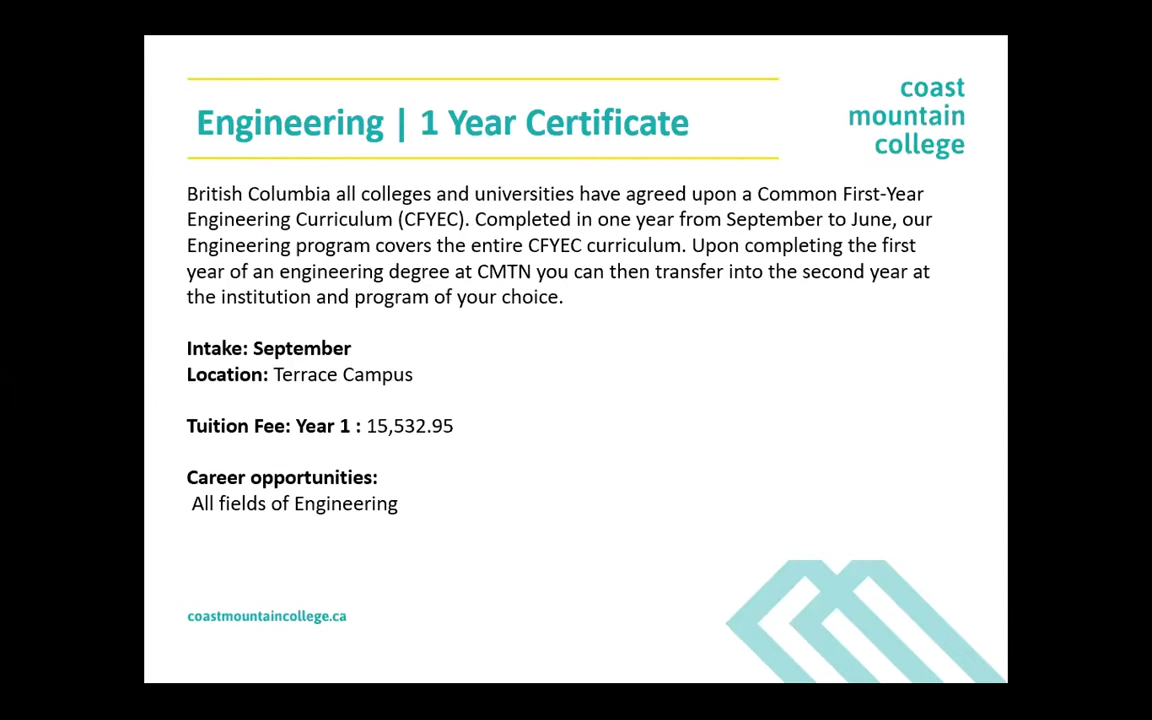 Engineering | 1 Year Certificate
coast
mountain
college
British Columbia all colleges and universities have agreed upon a Common First-Year
Engineering Curriculum (CFYEC). Completed in one year from September to June, our
Engineering program covers the entire CFYEC curriculum. Upon completing the first
year of an engineering degree at CMTN you can then transfer into the second year at
the institution and program of your choice.
Intake: September
Location: Terrace Campus
Tuition Fee: Year 1 : 15,532.95
Career opportunities:
All fields of Engineering
coastmountaincollege.ca